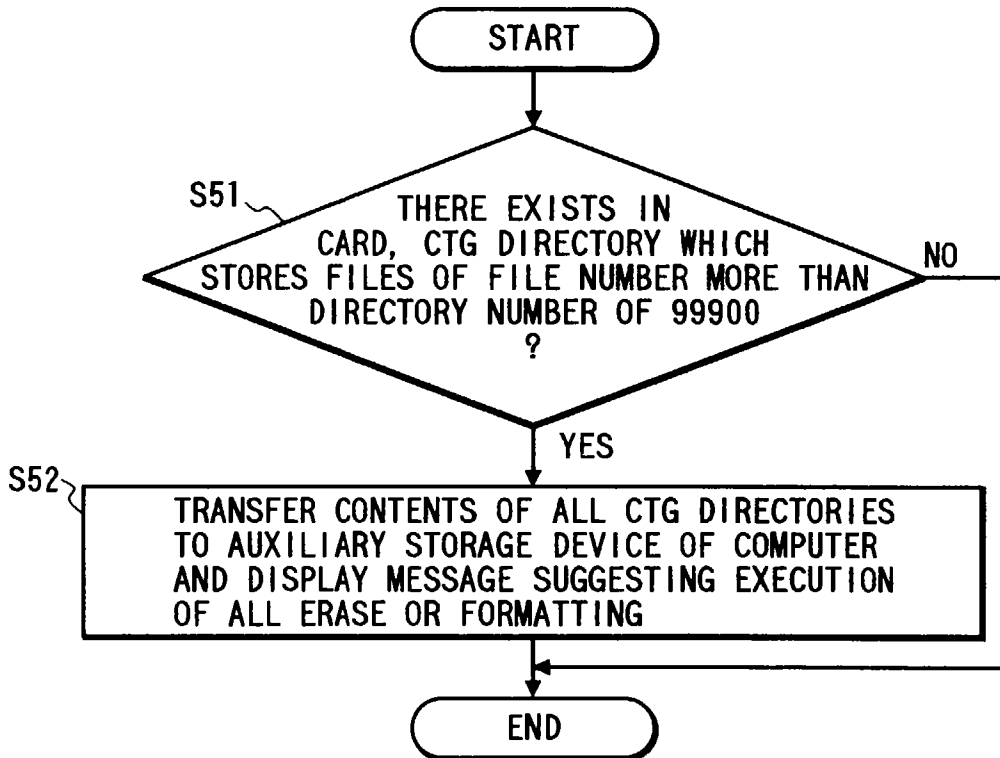 START
S51
THERE EXISTS IN
CARD, CTG DIRECTORY WHICH
STORES FILES OF FILE NUMBER MORE THAN
DIRECTORY NUMBER OF 99900
?
NO
YES
S52
TRANSFER CONTENTS OF ALL CTG DIRECTORIES
TO AUXILIARY STORAGE DEVICE OF COMPUTER
AND DISPLAY MESSAGE SUGGESTING EXECUTION
OF ALL ERASE OR FORMATTING
END